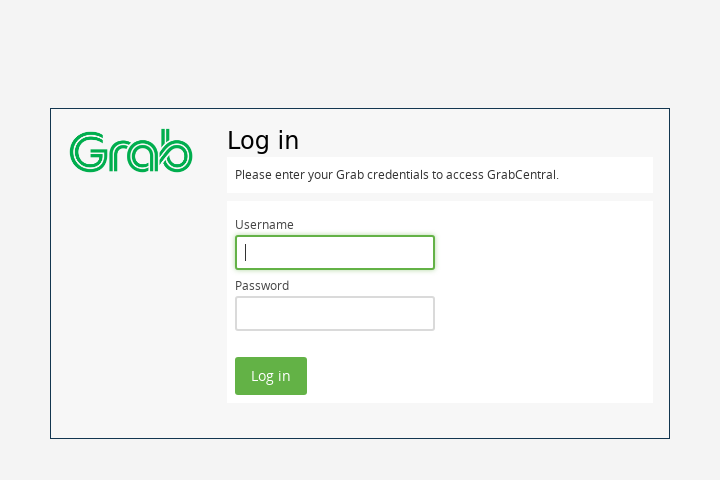 Grab
Log in
Please enter your Grab credentials to access GrabCentral.
Username
Password
Log in